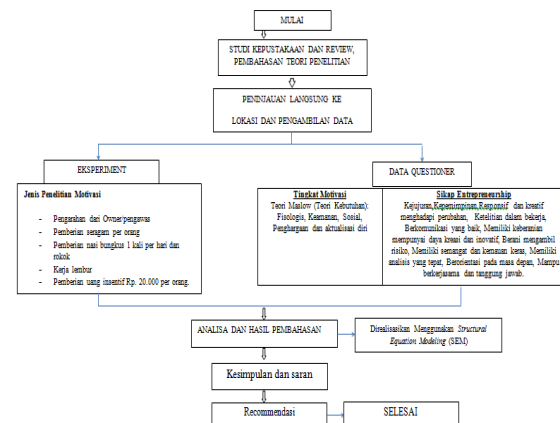 MULAI
STUDI KEPUSTAKAAN DAN REVIEW,
PEMBAHASAN TEORI PENELITIAN
PENINJAUAN LANGSUNG KE
LOKASI DAN PENGAMBILAN DATA
EKSPERIMENT
Jenis Penelitian Motivasi
- Pengarahan dari Owner/pengawas
- Pemberian seragam per orang
- Pemberian nasi bungkus 1 kali per hari dan
rokok
- Kerja lembur
- Pemberian uang insentif Rp. 20.000 per orang.
DATA QUESTIONER
Tingkat Motivasi
Teori Maslow (Teori Kebutuhan):
Fisologis, Keamanan, Sosial,
Penghargaan dan aktualisasi diri
Sikap Entrepreneurship
Kejujuran,Kepemimpinan,Responsif dan kreatif
menghadapi perubahan, Ketelitian dalam bekerja,
Berkomunikasi yang baik, Memiliki keberanian
mempunyai daya kreasi dan inovatif, Berani mengambil
risiko, Memiliki semangat dan kemauan keras, Memiliki
analisis yang tepat, Berorientasi pada masa depan, Mampu
berkerjasama dan tanggung jawab.
ANALISA DAN HASIL PEMBAHASAN
Direalisasikan Menggunakan Structural
Equation Modeling (SEM)
Kesimpulan dan saran
Recommendasi
SELESAI